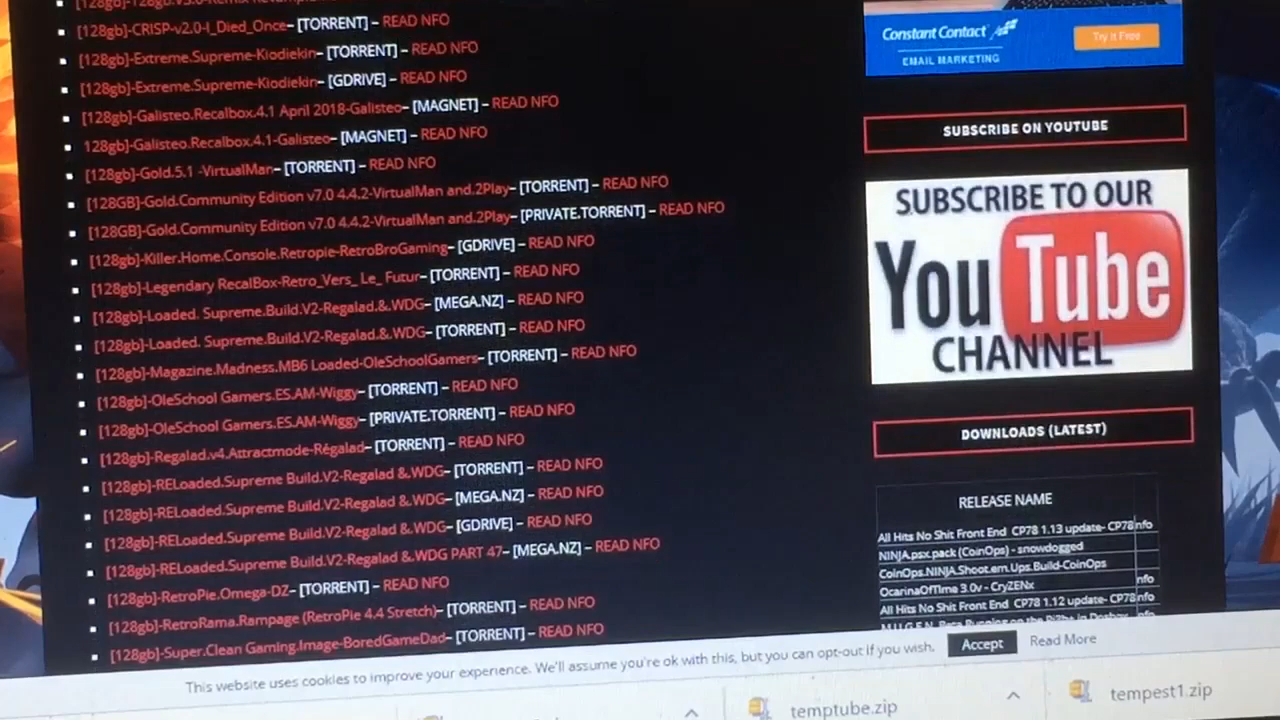 [128gb]-CRISP-v2.0-I_Died_Once– [TORRENT] – READ NFO
[128gb]-Extreme.Supreme-Kiodiekin– [TORRENT] – READ NFO
[128gb]-Extreme.Supreme-Kiodiekin– [GDRIVE] – READ NFO
[128gb]-Galisteo.Recalbox.4.1 April 2018-Galisteo– [MAGNET] – READ NFO
128gb]-Galisteo.Recalbox.4.1-Galisteo– [MAGNET] – READ NFO
[128gb]-Gold.5.1 -VirtualMan– [TORRENT] – READ NFO
[128GB]-Gold.Community Edition v7.0 4.4.2-VirtualMan and.2Play– [TORRENT] – READ NFO
[128GB]-Gold.Community Edition v7.0 4.4.2-VirtualMan and.2Play– [PRIVATE.TORRENT] – READ NFO
[128gb]-Killer.Home.Console.Retropie-RetroBroGaming– [GDRIVE] – READ NFO
[128gb]-Legendary RecalBox-Retro_Vers_ Le_ Futur– [TORRENT] – READ NFO
[128gb]-Loaded. Supreme.Build.V2-Regalad.&.WDG– [MEGA.NZ] – READ NFO
[128gb]-Loaded. Supreme.Build.V2-Regalad.&.WDG– [TORRENT] – READ NFO
[128gb]-Magazine.Madness.MB6 Loaded-OleSchoolGamers– [TORRENT] – READ NFO
[128gb]-OleSchool Gamers.ES.AM-Wiggy– [TORRENT] – READ NFO
[128gb]-OleSchool Gamers.ES.AM-Wiggy– [PRIVATE.TORRENT] – READ NFO
[128gb]-Regalad.v4.Attractmode-Régalad– [TORRENT] – READ NFO
[128gb]-RELoaded.Supreme Build.V2-Regalad &.WDG– [TORRENT] – READ NFO
[128gb]-RELoaded.Supreme Build.V2-Regalad &.WDG– [MEGA.NZ] – READ NFO
[128gb]-RELoaded.Supreme Build.V2-Regalad &.WDG– [GDRIVE] – READ NFO
[128gb]-RELoaded.Supreme Build.V2-Regalad &.WDG PART 47– [MEGA.NZ] – READ NFO
[128gb]-RetroPie.Omega-DZ– [TORRENT] – READ NFO
[128gb]-RetroRama.Rampage (RetroPie 4.4 Stretch)– [TORRENT] – READ NFO
[128gb]-Super.Clean Gaming.Image-BoredGameDad– [TORRENT] – READ NFO
Constant Contact
EMAIL MARKETING
Try It Free
SUBSCRIBE ON YOUTUBE
SUBSCRIBE TO OUR
YouTube
CHANNEL
DOWNLOADS (LATEST)
RELEASE NAME
All Hits No Shit Front End CP78 1.13 update- CP78 nfo
NINJA.psx.pack (CoinOps) - snowdogged
CoinOps.NINJA.Shoot.em.Ups.Build-CoinOps
OcarinaOfTime 3.0v - CryZENx nfo
All Hits No Shit Front End CP78 1.12 update- CP78 nfo
This website uses cookies to improve your experience. We'll assume you're ok with this, but you can opt-out if you wish. Accept Read More
temptube.zip
tempest1.zip